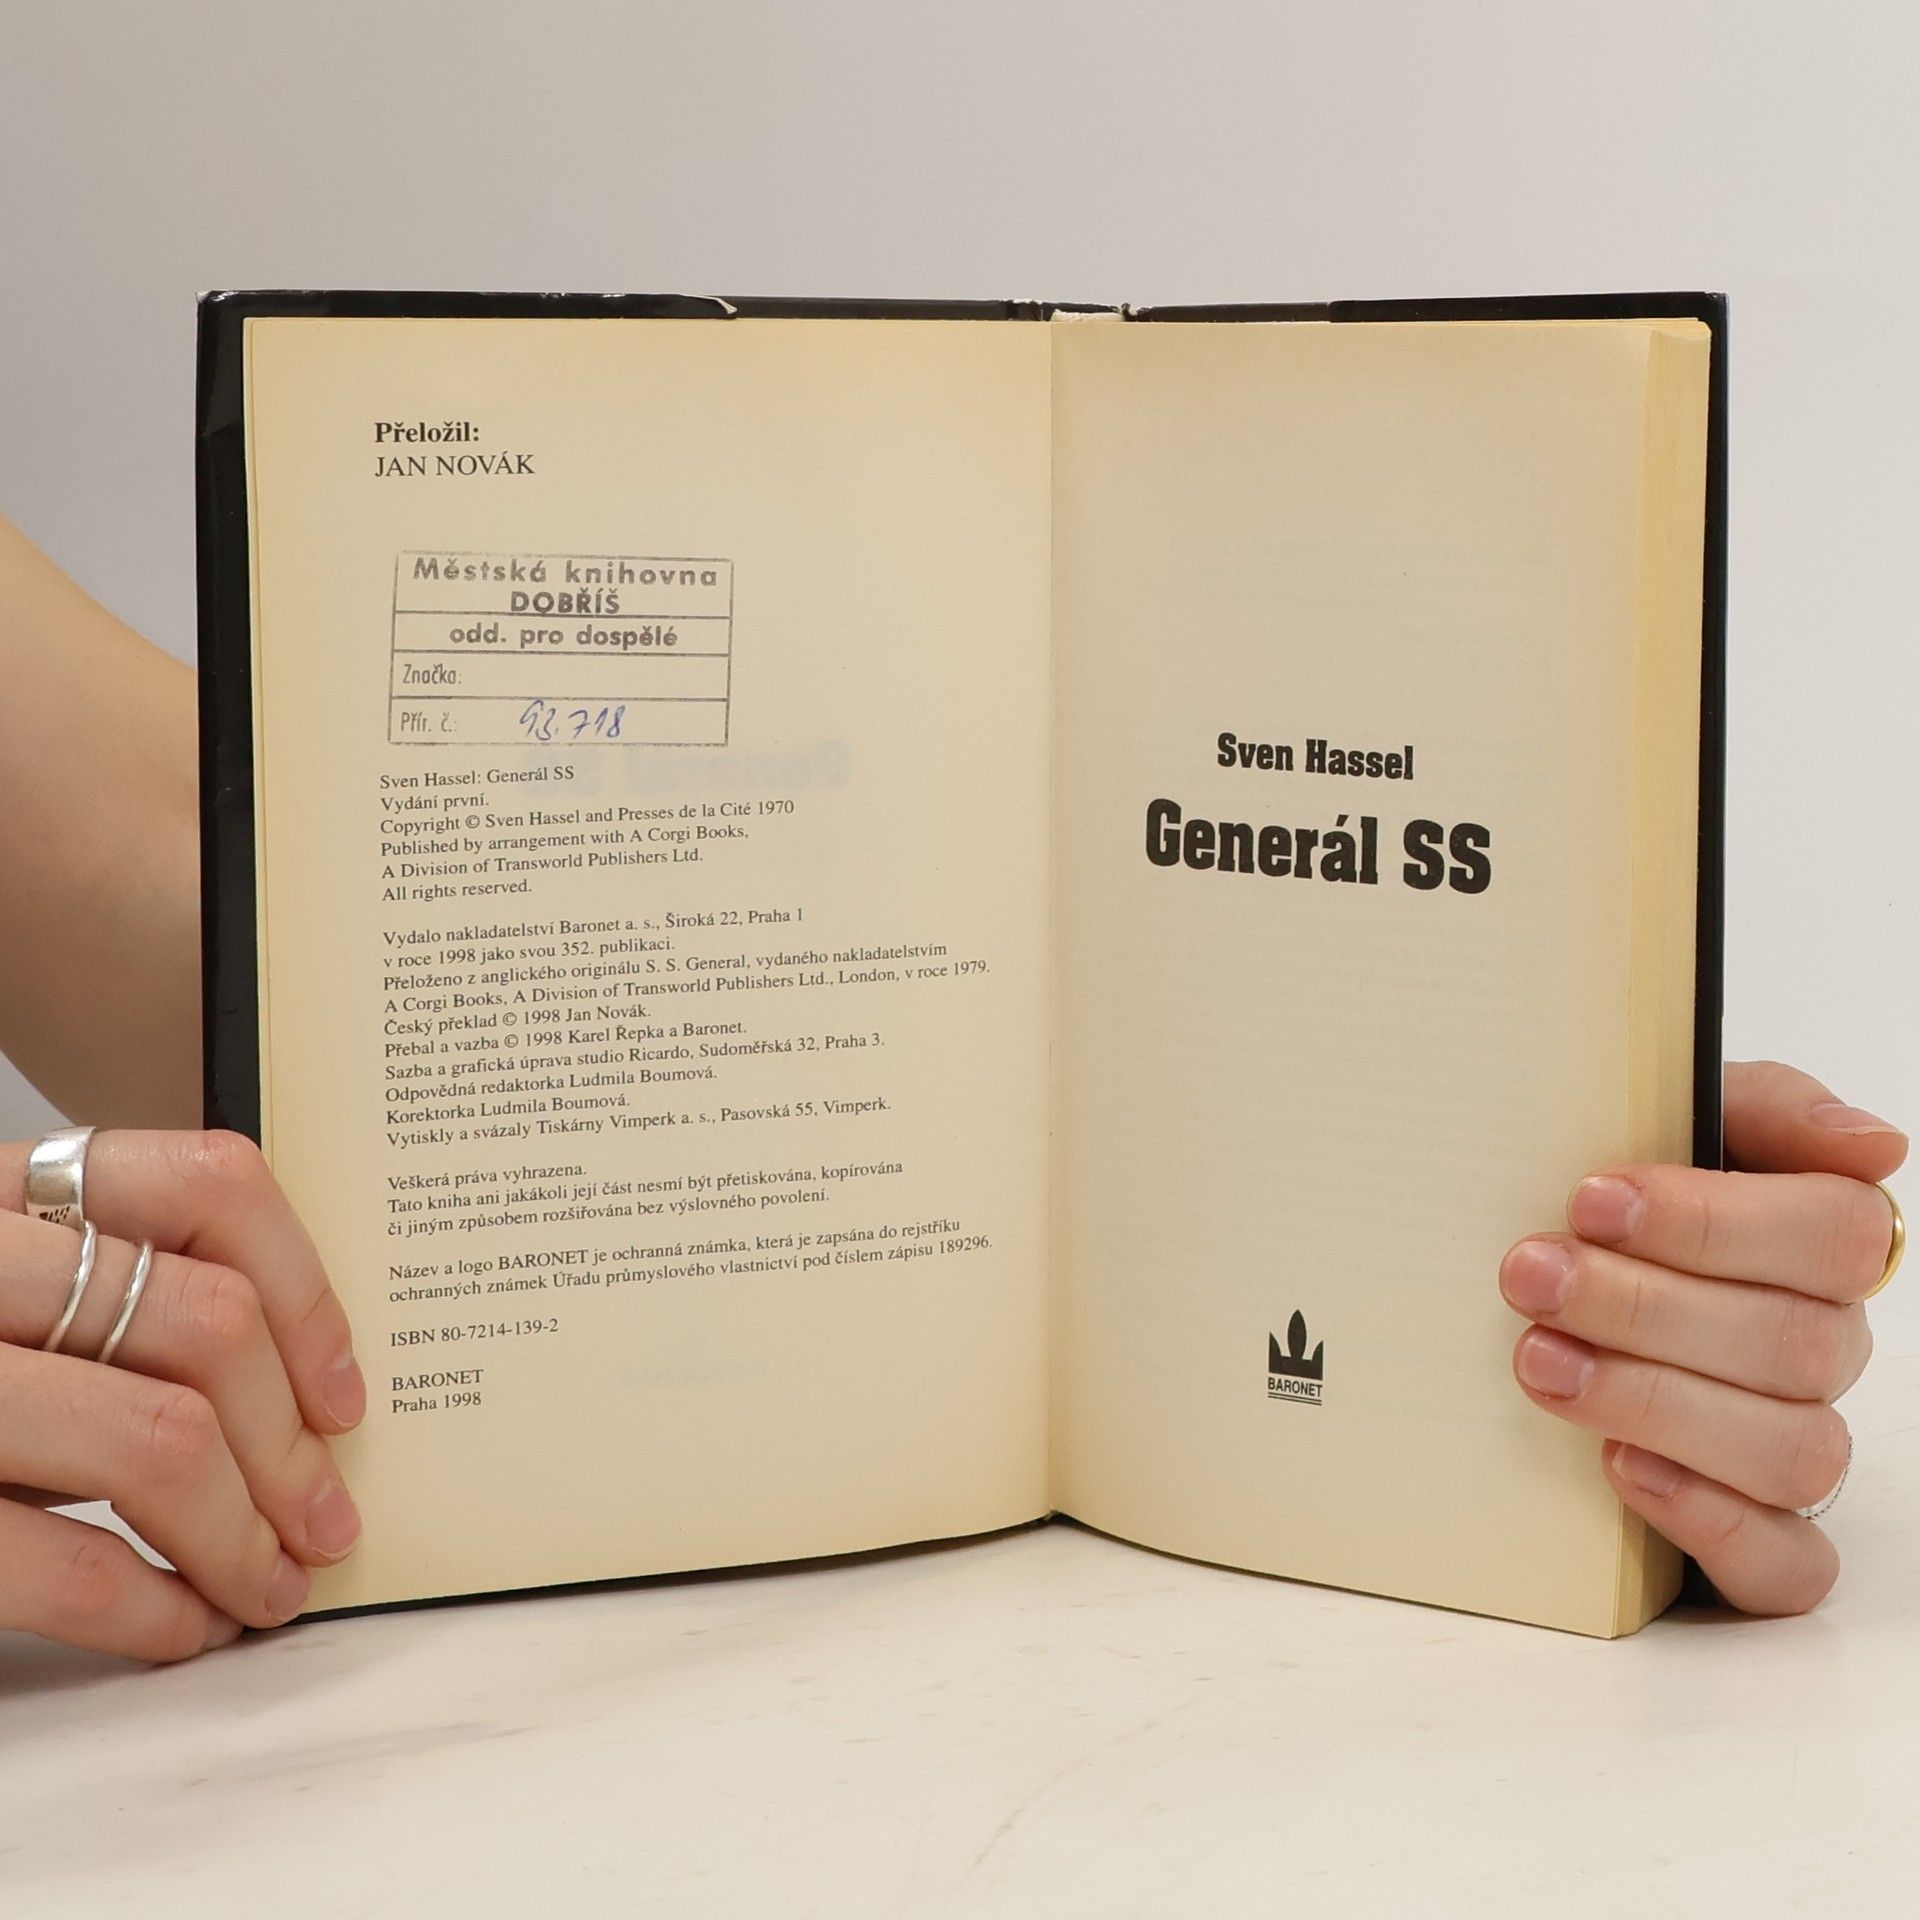 Přeložil:
JAN NOVÁK
Městská knihovna
DOBŘÍŠ
odd. pro dospělé
Značka:
Přír. č.: 93.718
Sven Hassel: Generál SS
Vydání první.
Copyright © Sven Hassel and Presses de la Cité 1970
Published by arrangement with A Corgi Books,
A Division of Transworld Publishers Ltd.
All rights reserved.
Vydalo nakladatelství Baronet a. s., Široká 22, Praha 1
v roce 1998 jako svou 352. publikaci.
Přeloženo z anglického originálu S. S. General, vydaného nakladatelstvím
A Corgi Books, A Division of Transworld Publishers Ltd., London, v roce 1979.
Český překlad © 1998 Jan Novák.
Přebal a vazba © 1998 Karel Řepka a Baronet.
Sazba a grafická úprava studio Ricardo, Sudoměřská 32, Praha 3.
Odpovědná redaktorka Ludmila Boumová.
Korektorka Ludmila Boumová.
Vytiskly a svázaly Tiskárny Vimperk a. s., Pasovská 55, Vimperk.
Veškerá práva vyhrazena.
Tato kniha ani jakákoli její část nesmí být přetiskována, kopírována
či jiným způsobem rozšiřována bez výslovného povolení.
Název a logo BARONET je ochranná známka, která je zapsána do rejstříku
ochranných známek Úřadu průmyslového vlastnictví pod číslem zápisu 189296.
ISBN 80-7214-139-2
BARONET
Praha 1998
Sven Hassel
Generál SS
BARONET